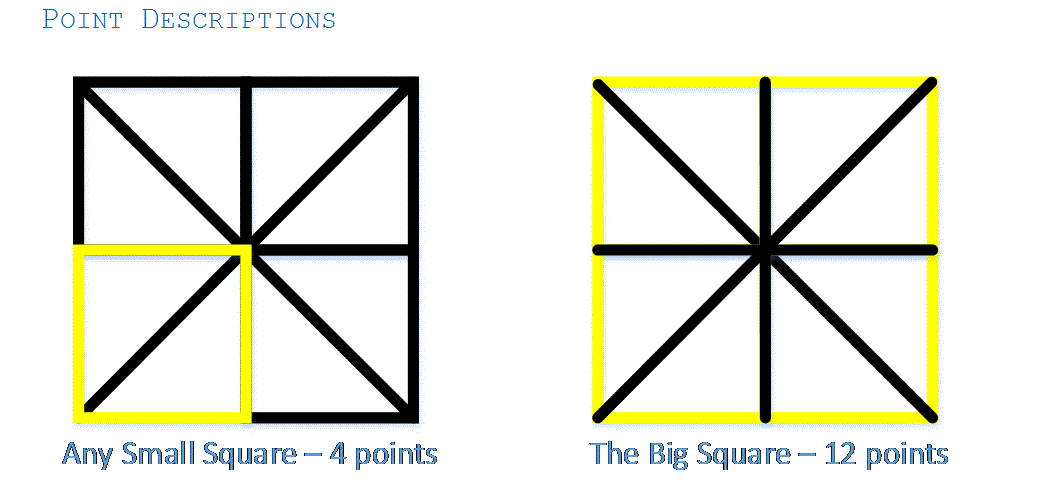 Point Descriptions
Any Small Square – 4 points
The Big Square – 12 points